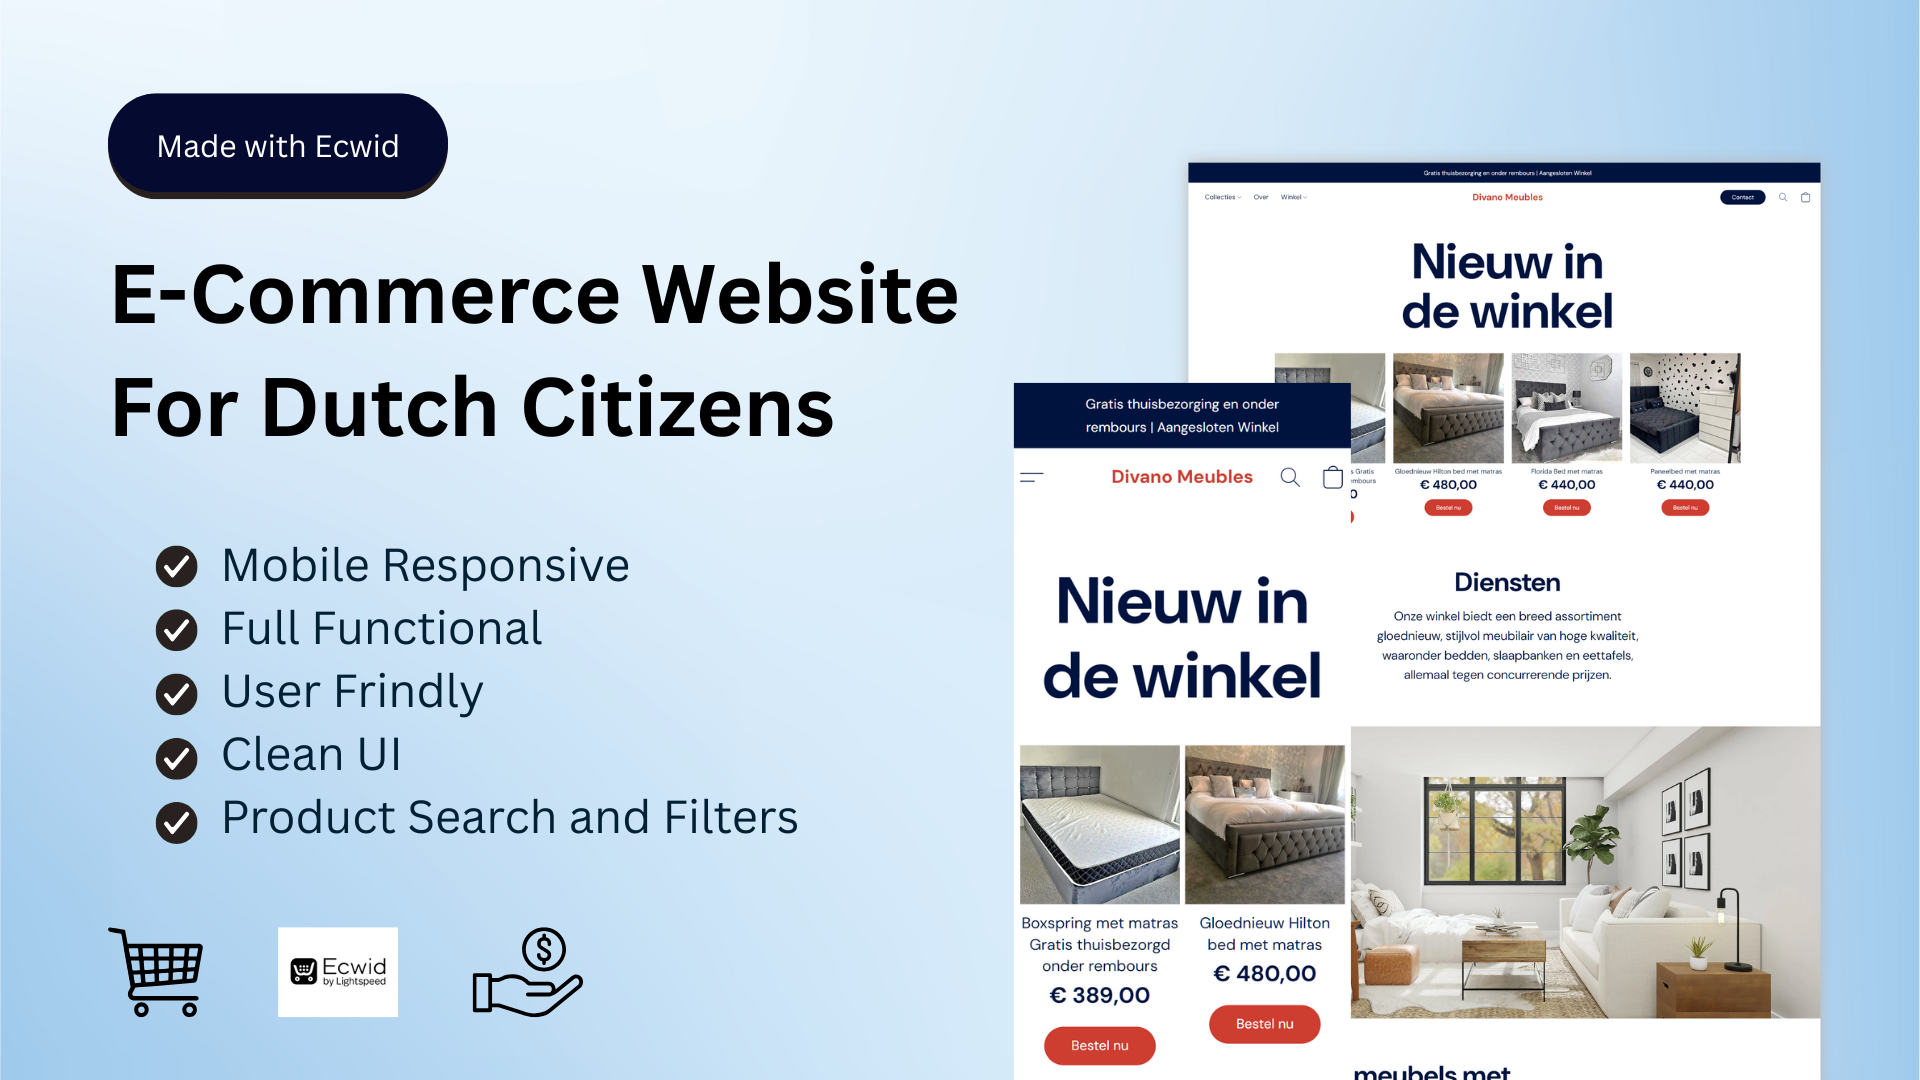 Made with Ecwid
E-Commerce Website
For Dutch Citizens
Mobile Responsive
Full Functional
User Frindly
Clean UI
Product Search and Filters
Ecwid
by Lightspeed
Gratis thuisbezorging en onder rembours | Aangesloten Winkel
Collecties Over Winkel
Divano Meubles
Contact
Nieuw in
de winkel
Gloednieuw Hilton bed met matras
€ 480,00
Bestel nu
Florida Bed met matras
€ 440,00
Bestel nu
Paneelbed met matras
€ 440,00
Bestel nu
Diensten
Onze winkel biedt een breed assortiment
gloednieuw, stijlvol meubilair van hoge kwaliteit,
waaronder bedden, slaapbanken en eettafels,
allemaal tegen concurrerende prijzen.
meubels met
Gratis thuisbezorging en onder
rembours | Aangesloten Winkel
Divano Meubles
Nieuw in
de winkel
Boxspring met matras
Gratis thuisbezorgd
onder rembours
€ 389,00
Bestel nu
Gloednieuw Hilton
bed met matras
€ 480,00
Bestel nu